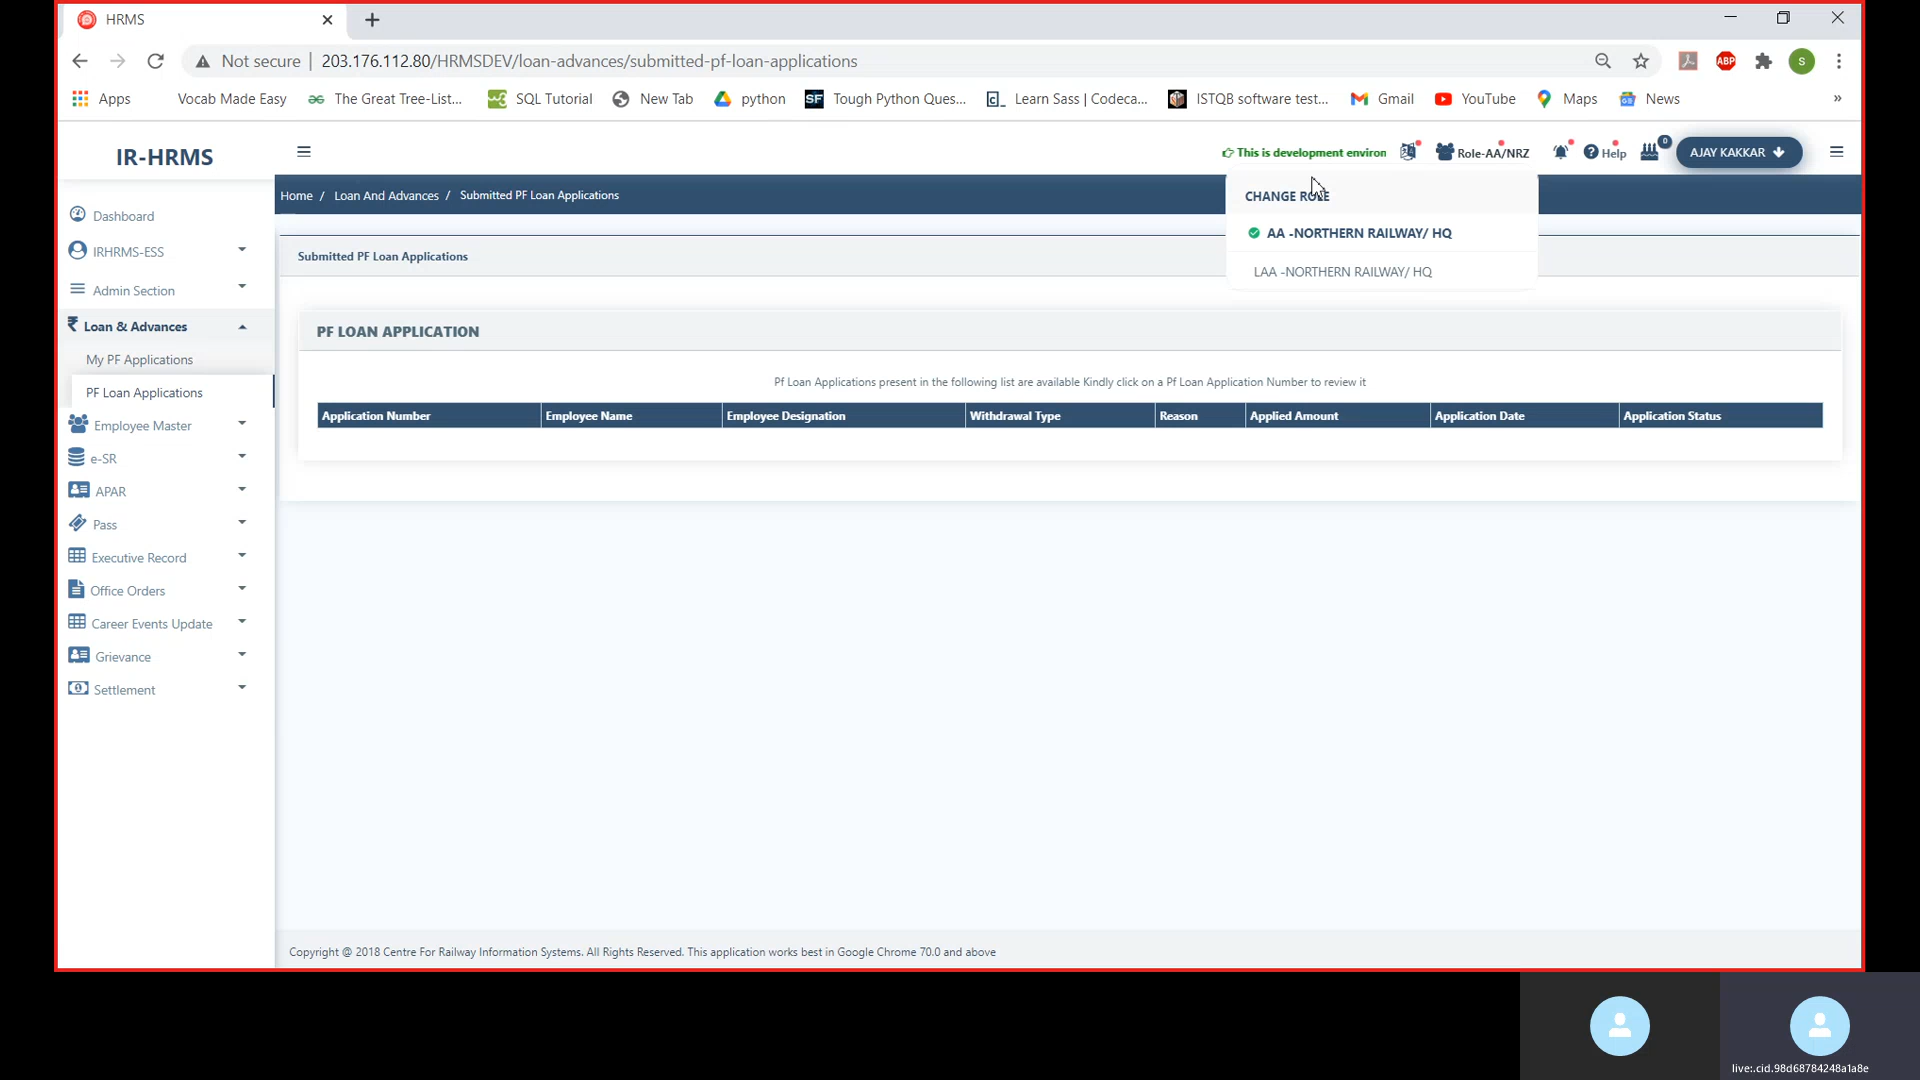 HRMS
Not secure | 203.176.112.80/HRMSDEV/loan-advances/submitted-pf-loan-applications
ABP
S
Apps Vocab Made Easy The Great Tree-List... SQL Tutorial New Tab python SF Tough Python Ques... Learn Sass | Codeca... ISTQB software test... Gmail YouTube Maps News »
IR-HRMS
This is development environ
Role-AA/NRZ
Help
0
AJAY KAKKAR
Home / Loan And Advances / Submitted PF Loan Applications
CHANGE ROLE
AA -NORTHERN RAILWAY/ HQ
LAA -NORTHERN RAILWAY/ HQ
Dashboard
IRHRMS-ESS
Admin Section
Loan & Advances
My PF Applications
PF Loan Applications
Employee Master
e-SR
APAR
Pass
Executive Record
Office Orders
Career Events Update
Grievance
Settlement
Submitted PF Loan Applications
PF LOAN APPLICATION
Pf Loan Applications present in the following list are available Kindly click on a Pf Loan Application Number to review it
Application Number Employee Name Employee Designation Withdrawal Type Reason Applied Amount Application Date Application Status
Copyright @ 2018 Centre For Railway Information Systems. All Rights Reserved. This application works best in Google Chrome 70.0 and above
live:.cid.98d68784248a1a8e